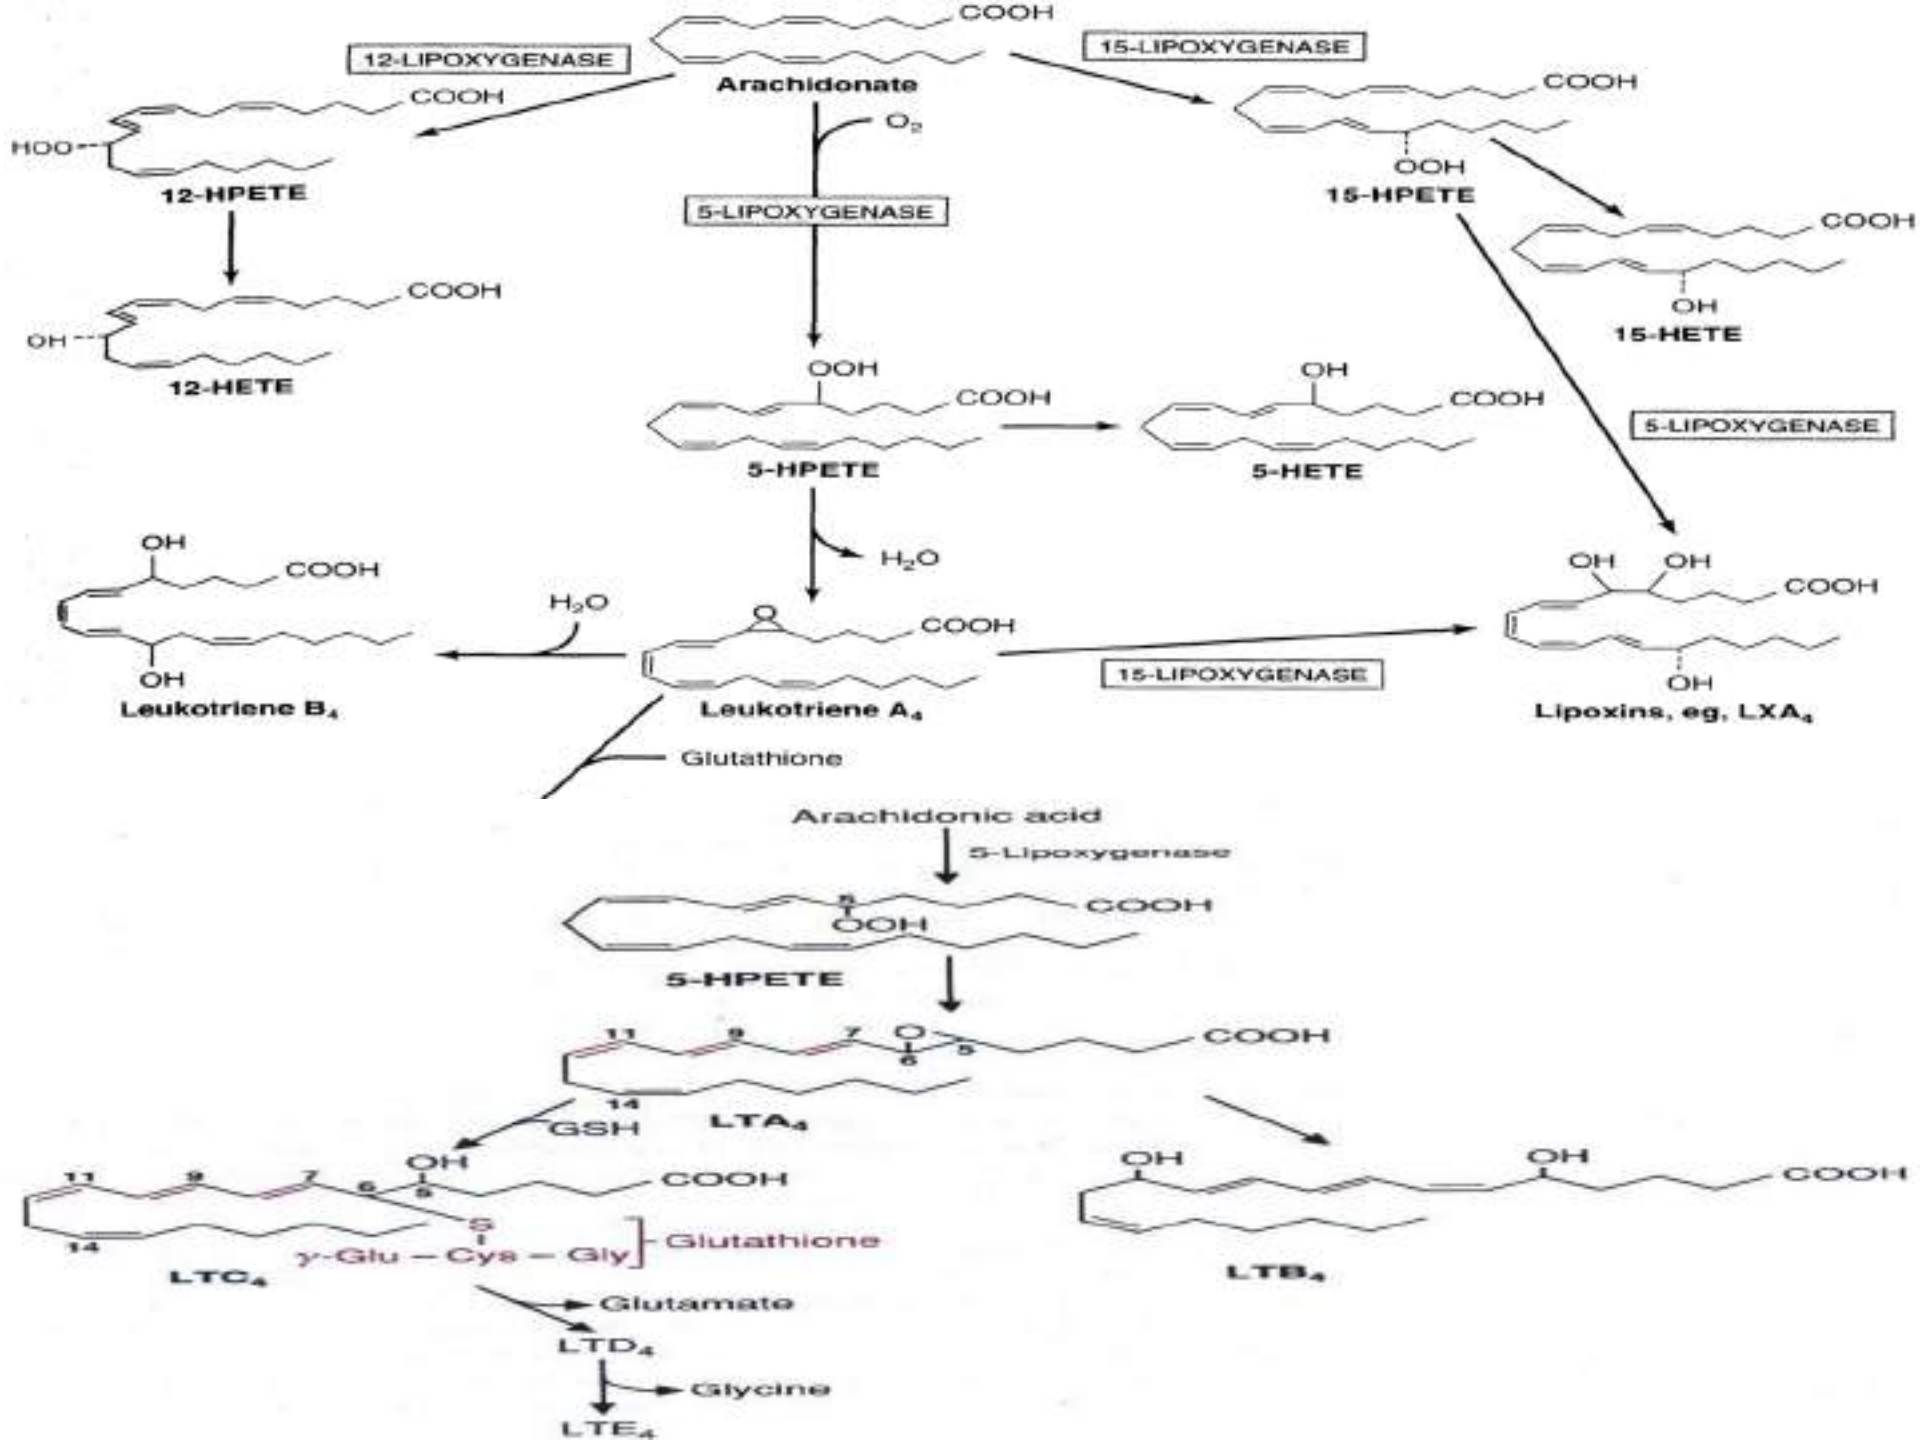 COOH
12-LIPOXYGENASE
15-LIPOXYGENASE
Arachidonate
COOH
COOH
O₂
HOO
OOH
12-HPETE
15-HPETE
5-LIPOXYGENASE
COOH
COOH
OH
OH
15-HETE
12-HETE
OOH
OH
COOH
COOH
5-LIPOXYGENASE
5-HPETE
5-HETE
OH
COOH
H₂O
OH
OH
COOH
H₂O
O
COOH
15-LIPOXYGENASE
OH
OH
Leukotriene B₄
Leukotriene A₄
Lipoxins, eg, LXA₄
Glutathione
Arachidonic acid
5-Lipoxygenase
5
COOH
OOH
5-HPETE
11
9
7
O
COOH
6
5
14
LTA₄
GSH
OH
COOH
11
9
7
6
5
OH
OH
COOH
S
14
γ-Glu – Cys – Gly
Glutathione
LTC₄
LTB₄
Glutamate
LTD₄
Glycine
LTE₄